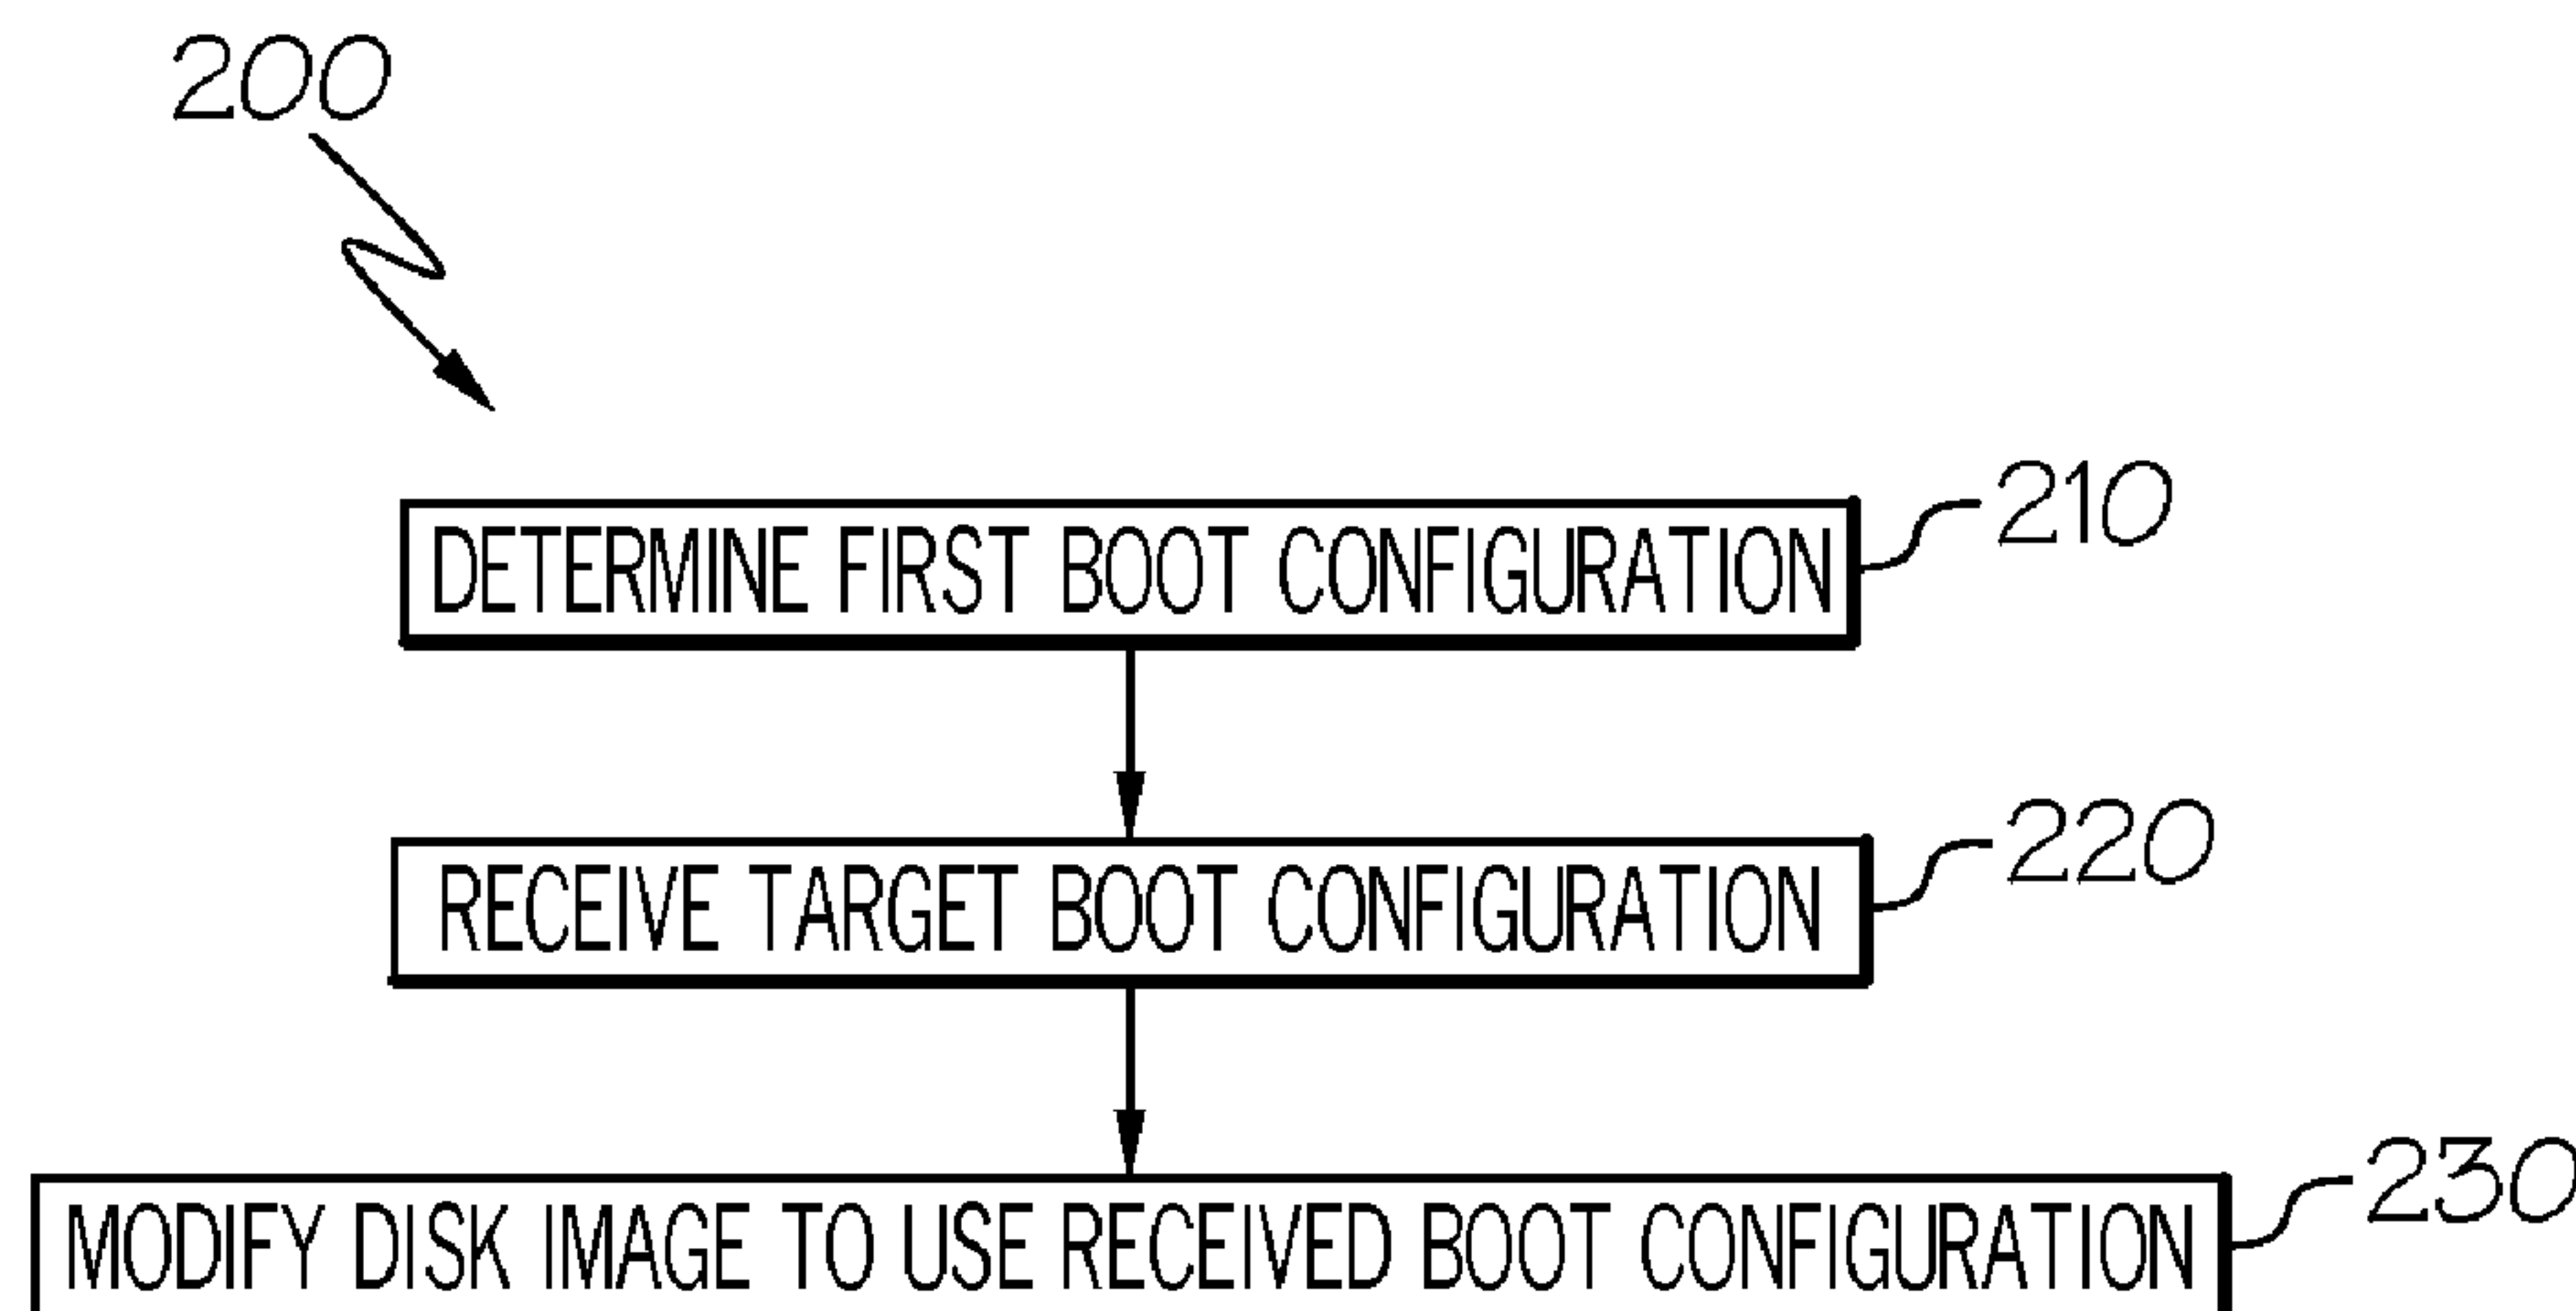 200
DETERMINE FIRST BOOT CONFIGURATION
210
RECEIVE TARGET BOOT CONFIGURATION
220
MODIFY DISK IMAGE TO USE RECEIVED BOOT CONFIGURATION
230